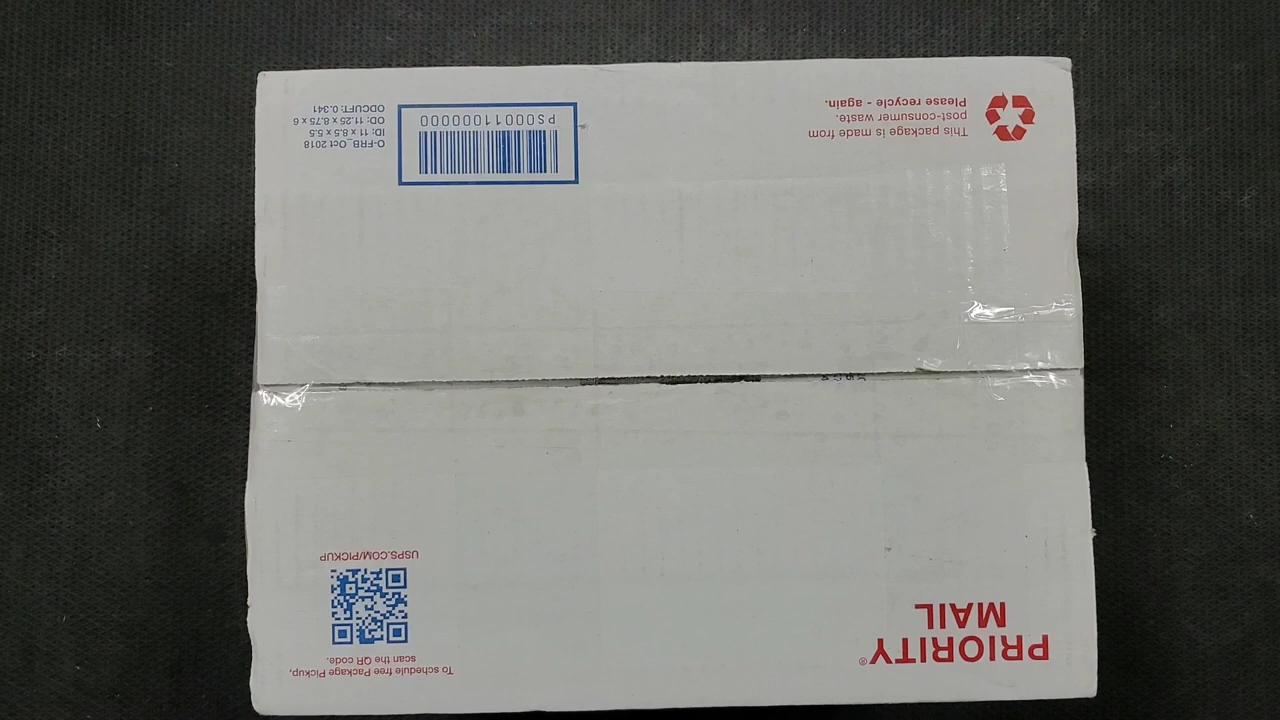 PRIORITY®
MAIL
To schedule free Package Pickup,
scan the QR code.
USPS.COM/PICKUP
This package is made from
post-consumer waste.
Please recycle - again.
PS00011000000
O-FRB_Oct 2018
ID: 11 x 8.5 x 5.5
OD: 11.25 x 8.75 x 6
ODCUFT: 0.341